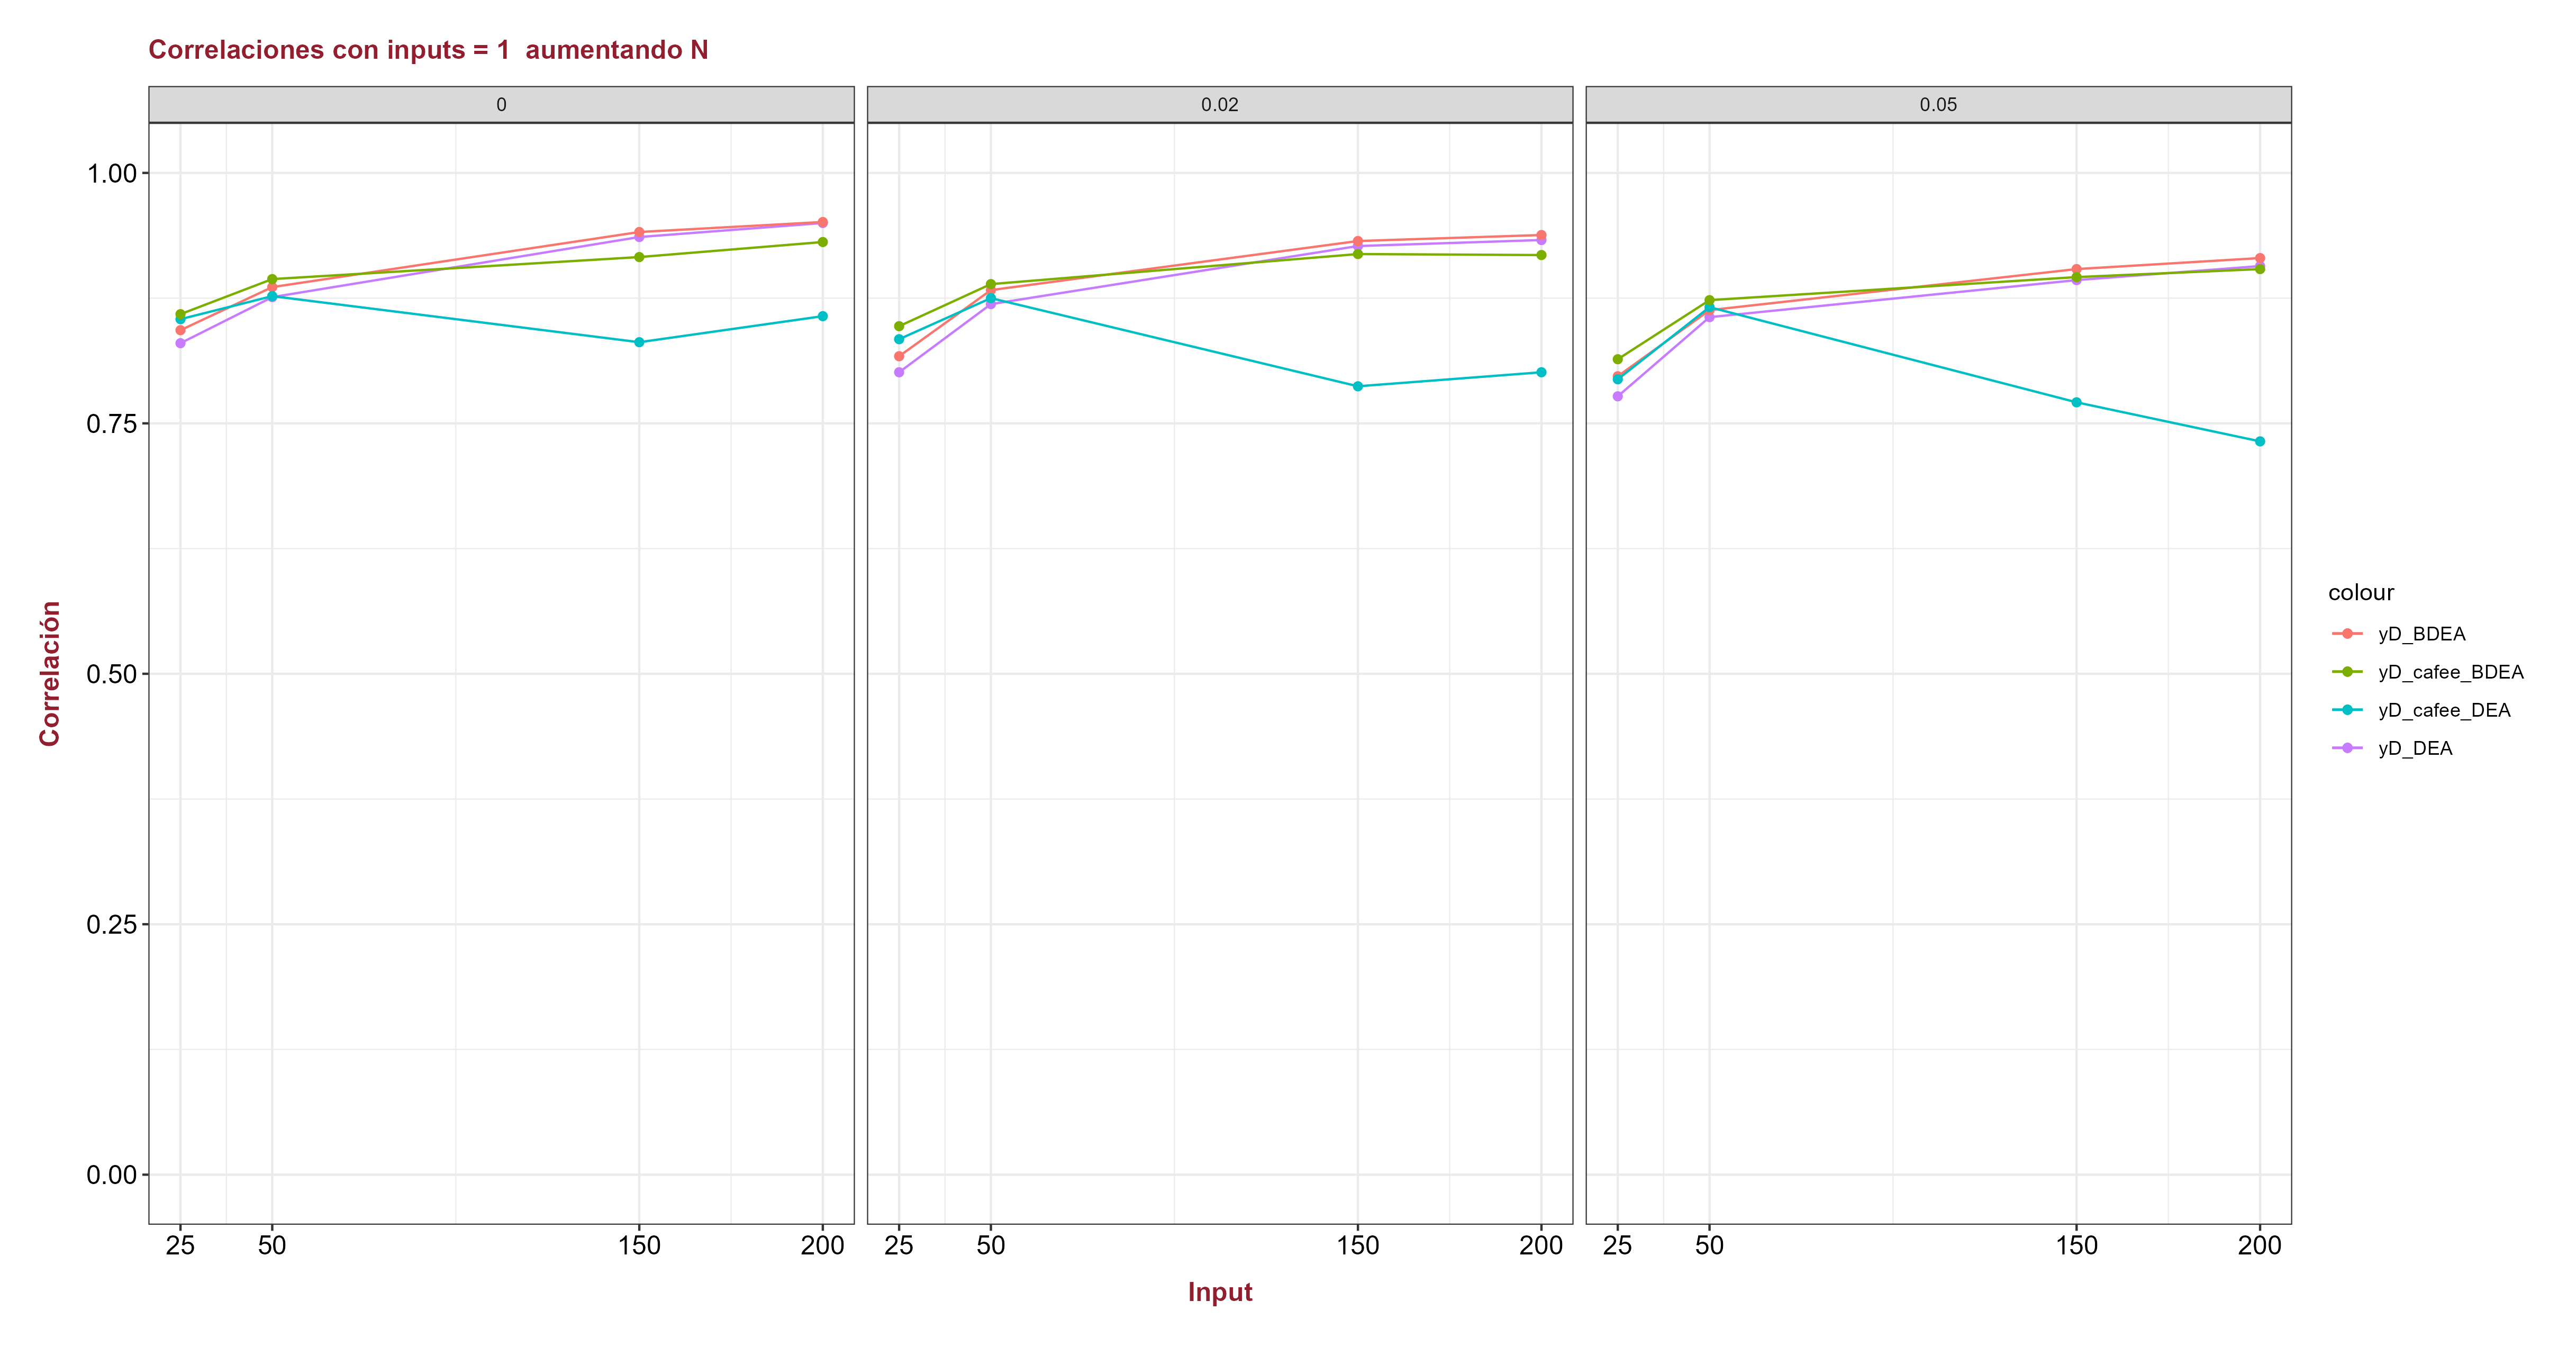 Correlaciones con inputs = 1  aumentando N
0 0.02 0.05
1.00
0.75
0.50
0.25
0.00
Correlación
25 50 150 200 25 50 150 200 25 50 150 200
Input
colour
yD_BDEA
yD_cafee_BDEA
yD_cafee_DEA
yD_DEA